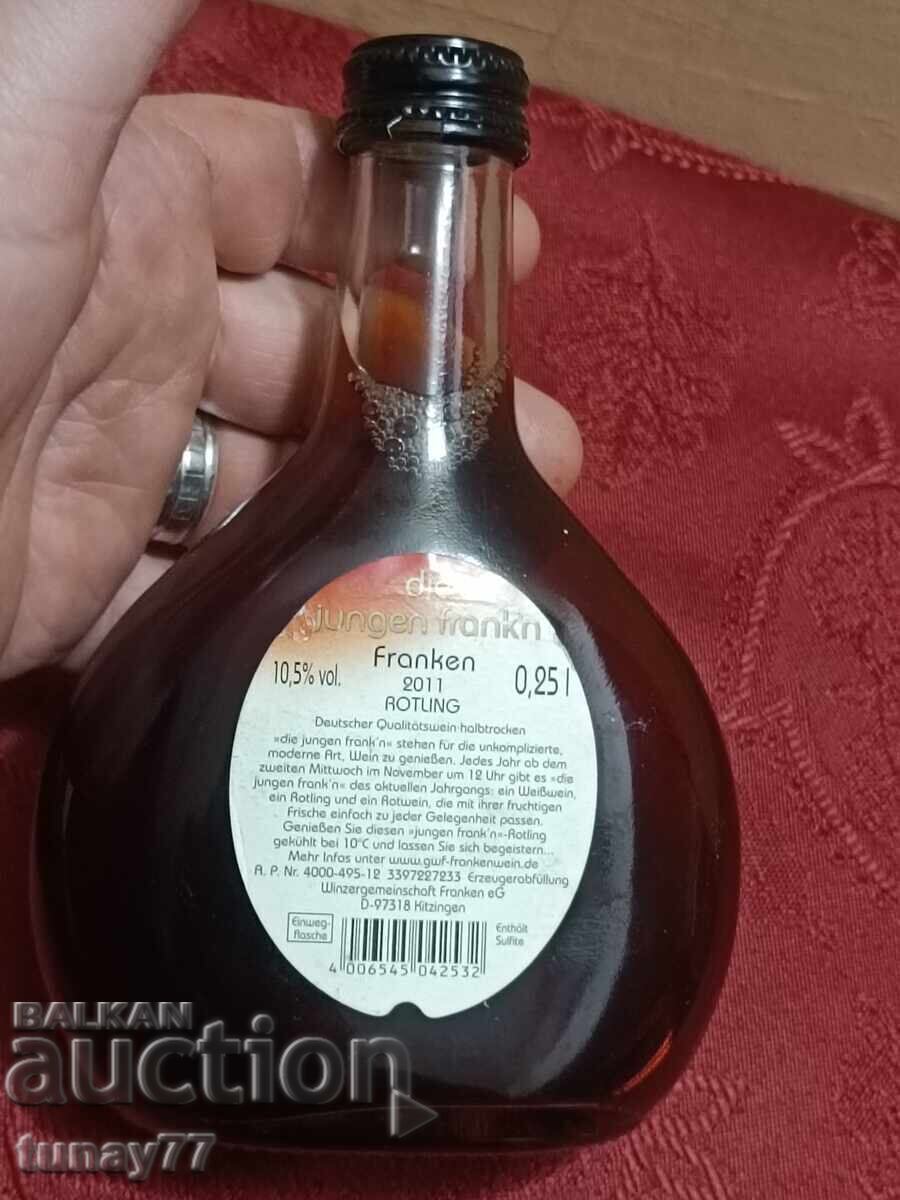 die
jungen frankn
Franken
10,5% vol.
2011
0,25 l
ROTLING
Deutscher Qualitätswein·halbtrocken
»die jungen frank'n« stehen für die unkomplizierte,
moderne Art, Wein zu genießen. Jedes Jahr ab dem
zweiten Mittwoch im November um 12 Uhr gibt es »die
jungen frank'n« des aktuellen Jahrgangs: ein Weißwein,
ein Rotling und ein Rotwein, die mit ihrer fruchtigen
Frische einfach zu jeder Gelegenheit passen.
Genießen Sie diesen »jungen frank'n«-Rotling
gekühlt bei 10°C und lassen Sie sich begeistern...
Mehr Infos unter www.gwf-frankenwein.de
A. P. Nr. 4000-495-12 3397227233 Erzeugerabfüllung
Winzergemeinschaft Franken eG
D-97318 Kitzingen
Einweg-
flasche
Enthält
Sulfite
4 006545 042532
BALKAN
auction
tunay77